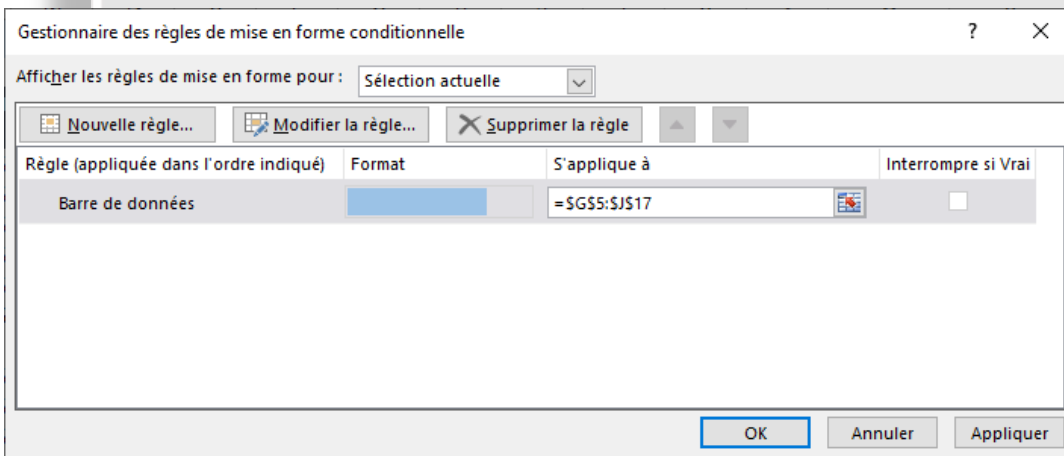 Gestionnaire des règles de mise en forme conditionnelle ?
Afficher les règles de mise en forme pour : Sélection actuelle
Nouvelle règle... Modifier la règle... Supprimer la règle
Règle (appliquée dans l'ordre indiqué) Format S'applique à Interrompre si Vrai
Barre de données =$G$5:$J$17
OK Annuler Appliquer